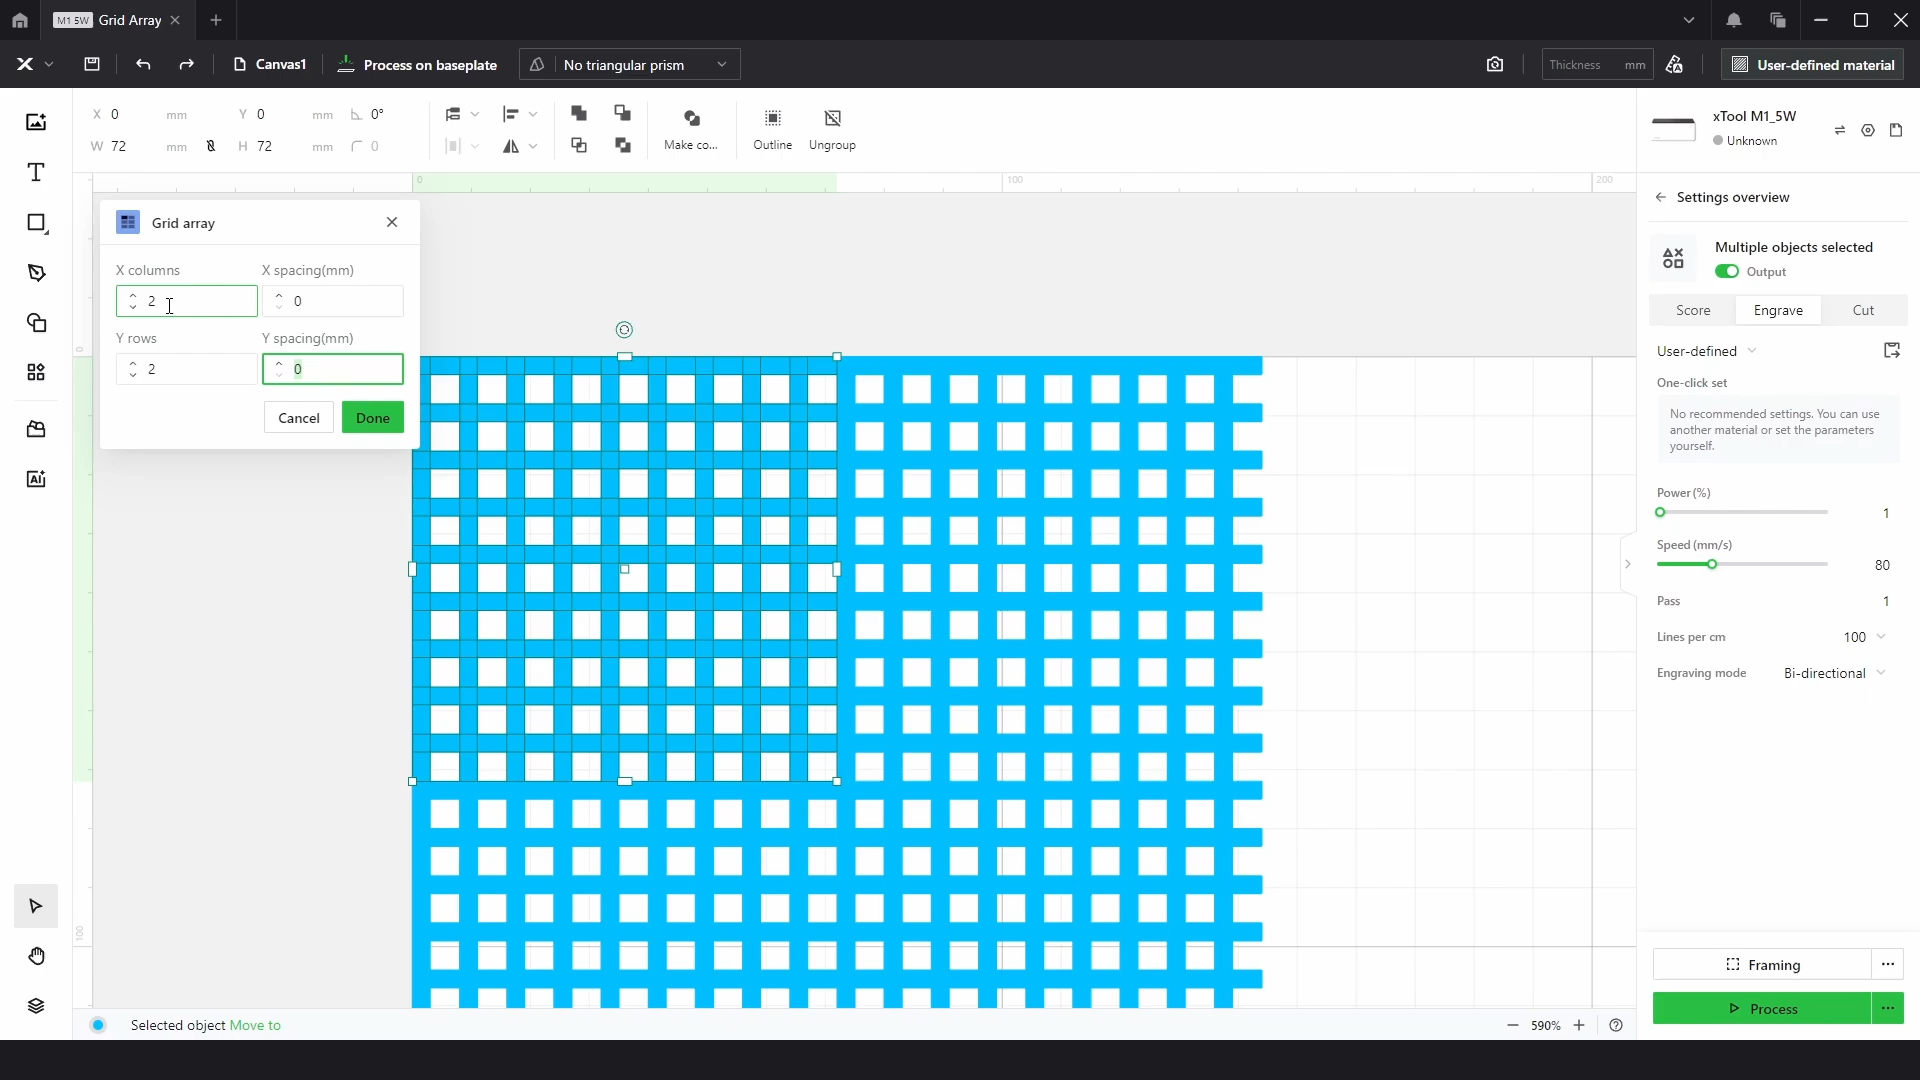 M1 5W Grid Array
Canvas1
Process on baseplate
No triangular prism
Thickness mm
User-defined material
X 0 mm Y 0 mm 0°
W 72 mm H 72 mm 0
Make co...
Outline
Ungroup
xTool M1_5W
Unknown
0 100 200
Grid array
X columns X spacing(mm)
2 0
Y rows Y spacing(mm)
2 0
Cancel Done
0
100
Settings overview
Multiple objects selected
Output
Score Engrave Cut
User-defined
One-click set
No recommended settings. You can use
another material or set the parameters
yourself.
Power(%)
1
Speed(mm/s)
80
Pass 1
Lines per cm 100
Engraving mode Bi-directional
Framing
Process
AI
Selected object Move to
590%